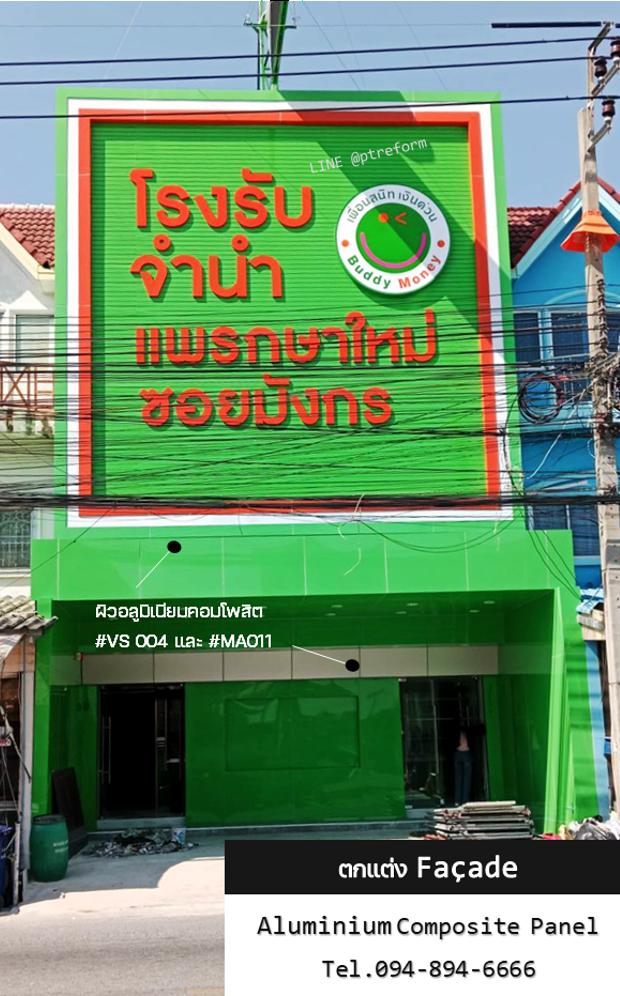 LINE @ptreform
โรงรับ
จำนำ
แพรกษาใหม่
ซอยมังกร
เพื่อนสนิท เงินด่วน
Buddy Money
ผิวอลูมิเนียมคอมโพสิต
#VS 004 และ #MA011
ตกแต่ง Façade
Aluminium Composite Panel
Tel.094-894-6666